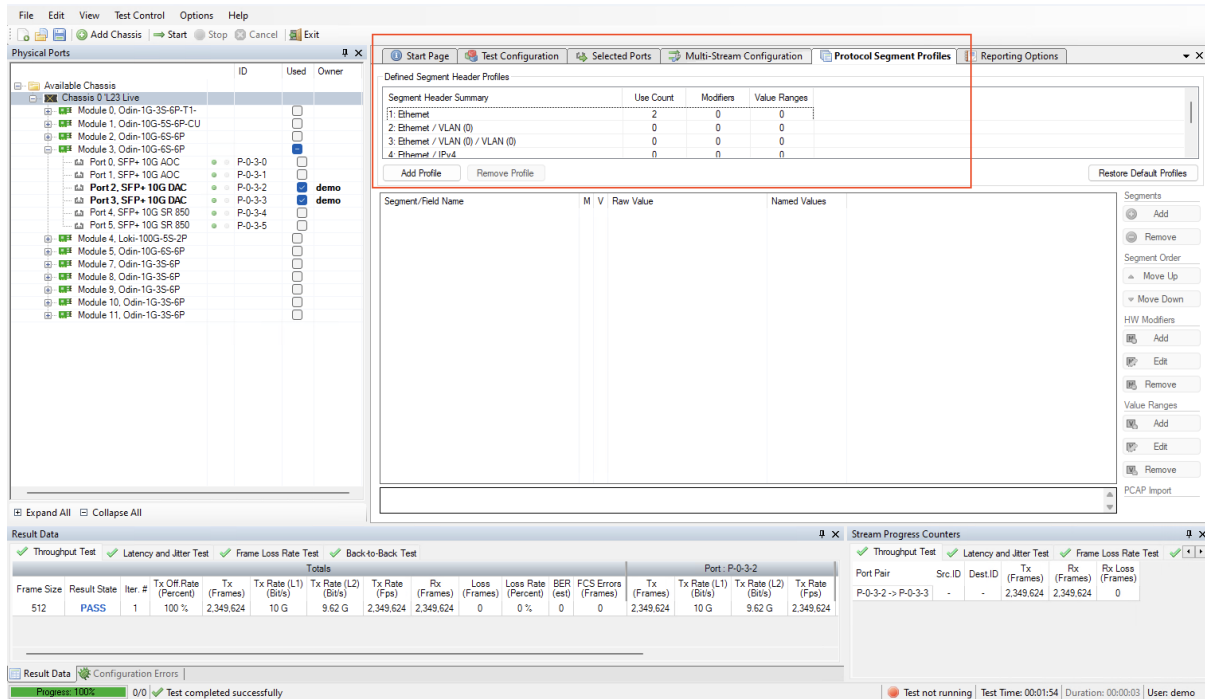 File Edit View Test Control Options Help
Add Chassis Start Stop Cancel Exit
Physical Ports
ID Used Owner
Available Chassis
Chassis 0 'L23 Live
Module 0, Odin-1G-3S-6P-T1-
Module 1, Odin-10G-5S-6P-CU
Module 2, Odin-10G-6S-6P
Module 3, Odin-10G-6S-6P
Port 0, SFP+ 10G AOC P-0-3-0
Port 1, SFP+ 10G AOC P-0-3-1
Port 2, SFP+ 10G DAC P-0-3-2 demo
Port 3, SFP+ 10G DAC P-0-3-3 demo
Port 4, SFP+ 10G SR 850 P-0-3-4
Port 5, SFP+ 10G SR 850 P-0-3-5
Module 4, Loki-100G-5S-2P
Module 5, Odin-10G-6S-6P
Module 7, Odin-1G-3S-6P
Module 8, Odin-1G-3S-6P
Module 9, Odin-1G-3S-6P
Module 10, Odin-1G-3S-6P
Module 11, Odin-1G-3S-6P
Expand All Collapse All
Start Page Test Configuration Selected Ports Multi-Stream Configuration Protocol Segment Profiles Reporting Options
Defined Segment Header Profiles
Segment Header Summary Use Count Modifiers Value Ranges
1: Ethernet 2 0 0
2: Ethernet / VLAN (0) 0 0 0
3: Ethernet / VLAN (0) / VLAN (0) 0 0 0
4: Ethernet / IPv4 0 0 0
Add Profile Remove Profile Restore Default Profiles
Segment/Field Name M V Raw Value Named Values
Segments
Add
Remove
Segment Order
Move Up
Move Down
HW Modifiers
Add
Edit
Remove
Value Ranges
Add
Edit
Remove
PCAP Import
Result Data
Throughput Test Latency and Jitter Test Frame Loss Rate Test Back-to-Back Test
Totals Port : P-0-3-2
Frame Size Result State Iter. # Tx Off.Rate (Percent) Tx (Frames) Tx Rate (L1) (Bit/s) Tx Rate (L2) (Bit/s) Tx Rate (Fps) Rx (Frames) Loss (Frames) Loss Rate (Percent) BER (est) FCS Errors (Frames) Tx (Frames) Tx Rate (L1) (Bit/s) Tx Rate (L2) (Bit/s) Tx Rate (Fps)
512 PASS 1 100 % 2,349,624 10 G 9.62 G 2,349,624 2,349,624 0 0 % 0 0 2,349,624 10 G 9.62 G 2,349,624
Result Data Configuration Errors
Stream Progress Counters
Throughput Test Latency and Jitter Test Frame Loss Rate Test
Port Pair Src.ID Dest.ID Tx (Frames) Rx (Frames) Rx Loss (Frames)
P-0-3-2 -> P-0-3-3 - - 2,349,624 2,349,624 0
Progress: 100% 0/0 Test completed successfully Test not running Test Time: 00:01:54 Duration: 00:00:03 User: demo